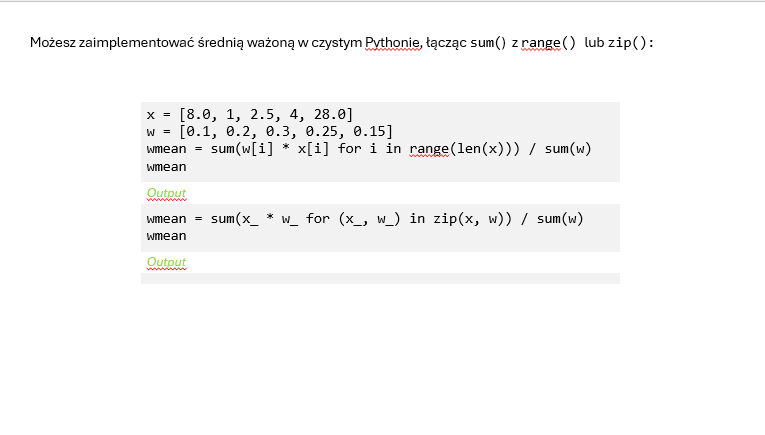 Możesz zaimplementować średnią ważoną w czystym Pythonie, łącząc sum() z range() lub zip():
x = [8.0, 1, 2.5, 4, 28.0]
w = [0.1, 0.2, 0.3, 0.25, 0.15]
wmean = sum(w[i] * x[i] for i in range(len(x))) / sum(w)
wmean
Output
wmean = sum(x_ * w_ for (x_, w_) in zip(x, w)) / sum(w)
wmean
Output